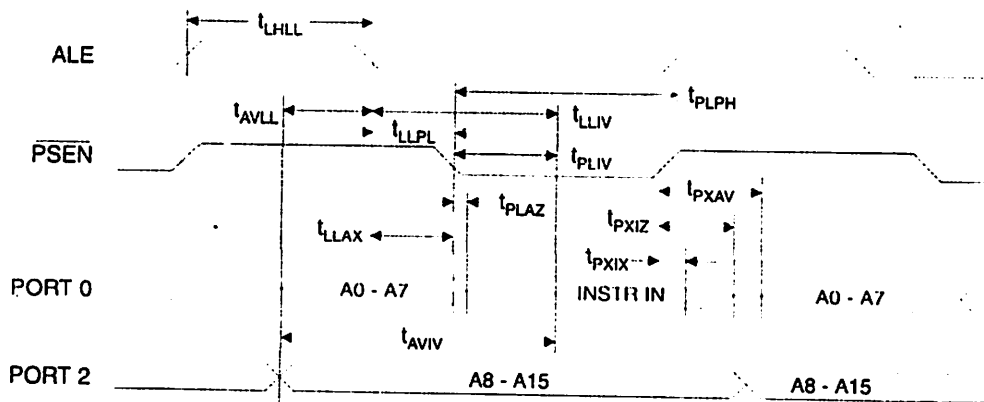 tLHLL
ALE
tPLPH
tAVLL
tLLIV
tLLPL
PSEN
tPLIV
tPXAV
tPLAZ
tPXIZ
tLLAX
tPXIX
PORT 0
A0 - A7
INSTR IN
A0 - A7
tAVIV
PORT 2
A8 - A15
A8 - A15